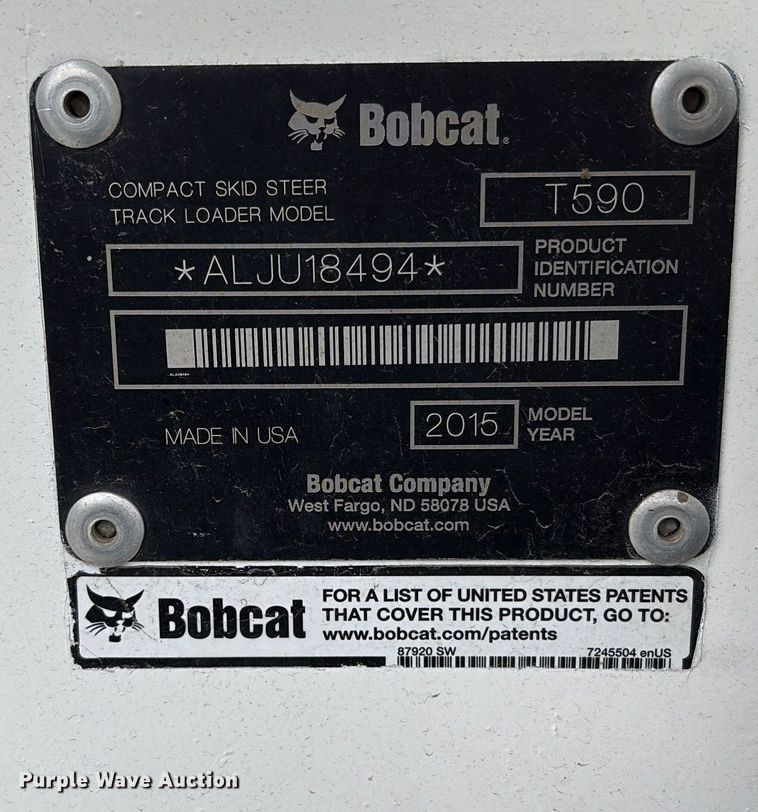 Bobcat®
COMPACT SKID STEER
TRACK LOADER MODEL
T590
*ALJU18494*
PRODUCT
IDENTIFICATION
NUMBER
ALJU18494
MADE IN USA
2015
MODEL
YEAR
Bobcat Company
West Fargo, ND 58078 USA
www.bobcat.com
Bobcat
FOR A LIST OF UNITED STATES PATENTS
THAT COVER THIS PRODUCT, GO TO:
www.bobcat.com/patents
87920 SW
7245504 enUS
Purple Wave Auction